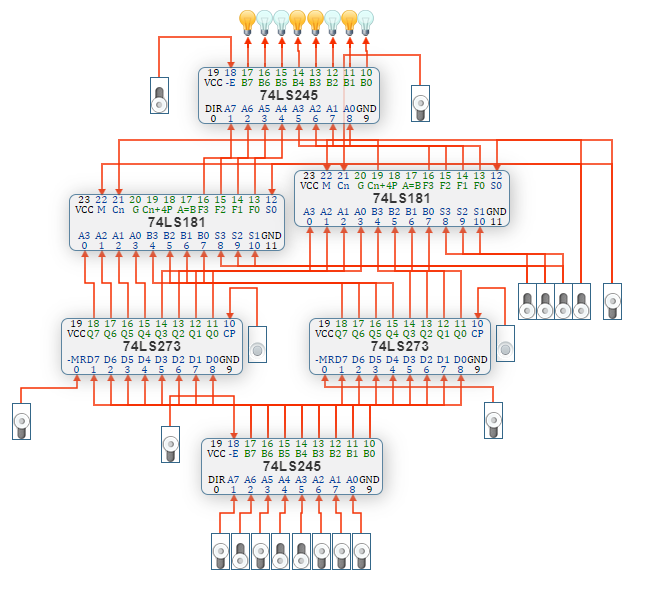 19 18 17 16 15 14 13 12 11 10
VCC -E B7 B6 B5 B4 B3 B2 B1 B0
74LS245
DIR A7 A6 A5 A4 A3 A2 A1 A0 GND
0 1 2 3 4 5 6 7 8 9
23 22 21 20 19 18 17 16 15 14 13 12
VCC M Cn G Cn+4 P A=B F3 F2 F1 F0 S0
74LS181
A3 A2 A1 A0 B3 B2 B1 B0 S3 S2 S1 GND
0 1 2 3 4 5 6 7 8 9 10 11
23 22 21 20 19 18 17 16 15 14 13 12
VCC M Cn G Cn+4P A=B F3 F2 F1 F0 S0
74LS181
A3 A2 A1 A0 B3 B2 B1 B0 S3 S2 S1 GND
0 1 2 3 4 5 6 7 8 9 10 11
19 18 17 16 15 14 13 12 11 10
VCC Q7 Q6 Q5 Q4 Q3 Q2 Q1 Q0 CP
74LS273
-MR D7 D6 D5 D4 D3 D2 D1 D0 GND
0 1 2 3 4 5 6 7 8 9
19 18 17 16 15 14 13 12 11 10
VCC Q7 Q6 Q5 Q4 Q3 Q2 Q1 Q0 CP
74LS273
-MR D7 D6 D5 D4 D3 D2 D1 D0 GND
0 1 2 3 4 5 6 7 8 9
19 18 17 16 15 14 13 12 11 10
VCC -E B7 B6 B5 B4 B3 B2 B1 B0
74LS245
DIR A7 A6 A5 A4 A3 A2 A1 A0 GND
0 1 2 3 4 5 6 7 8 9